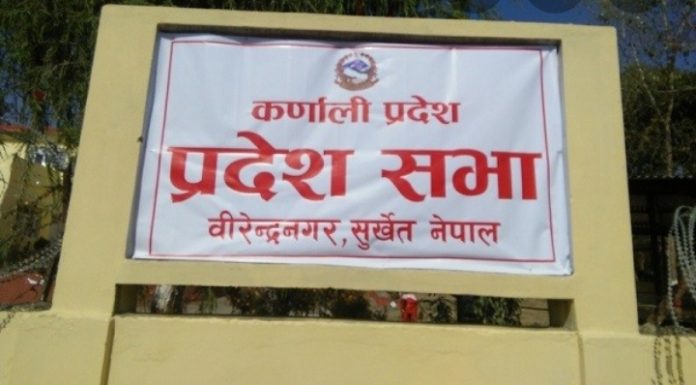 कर्णाली प्रदेश
प्रदेश सभा
वीरेन्द्रनगर, सुर्खेत नेपाल